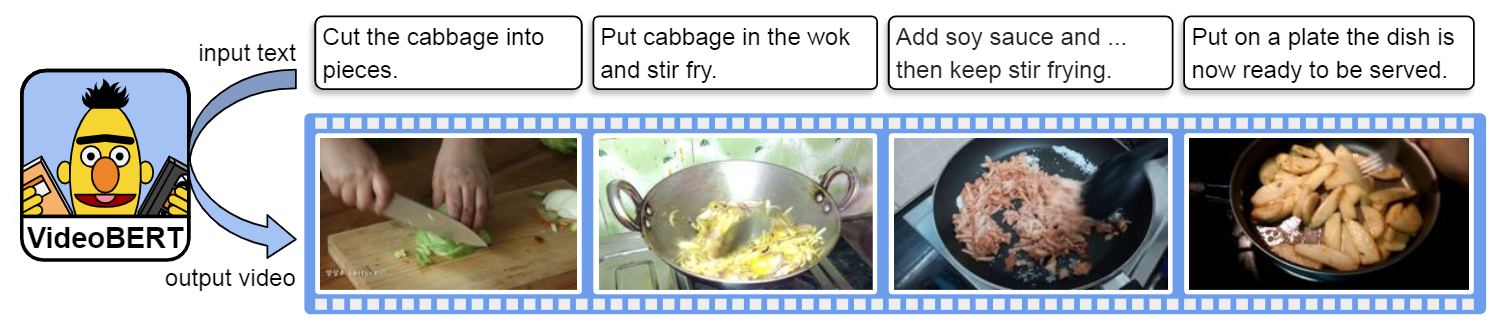 input text
Cut the cabbage into
pieces.
Put cabbage in the wok
and stir fry.
Add soy sauce and ...
then keep stir frying.
Put on a plate the dish is
now ready to be served.
VideoBERT
output video